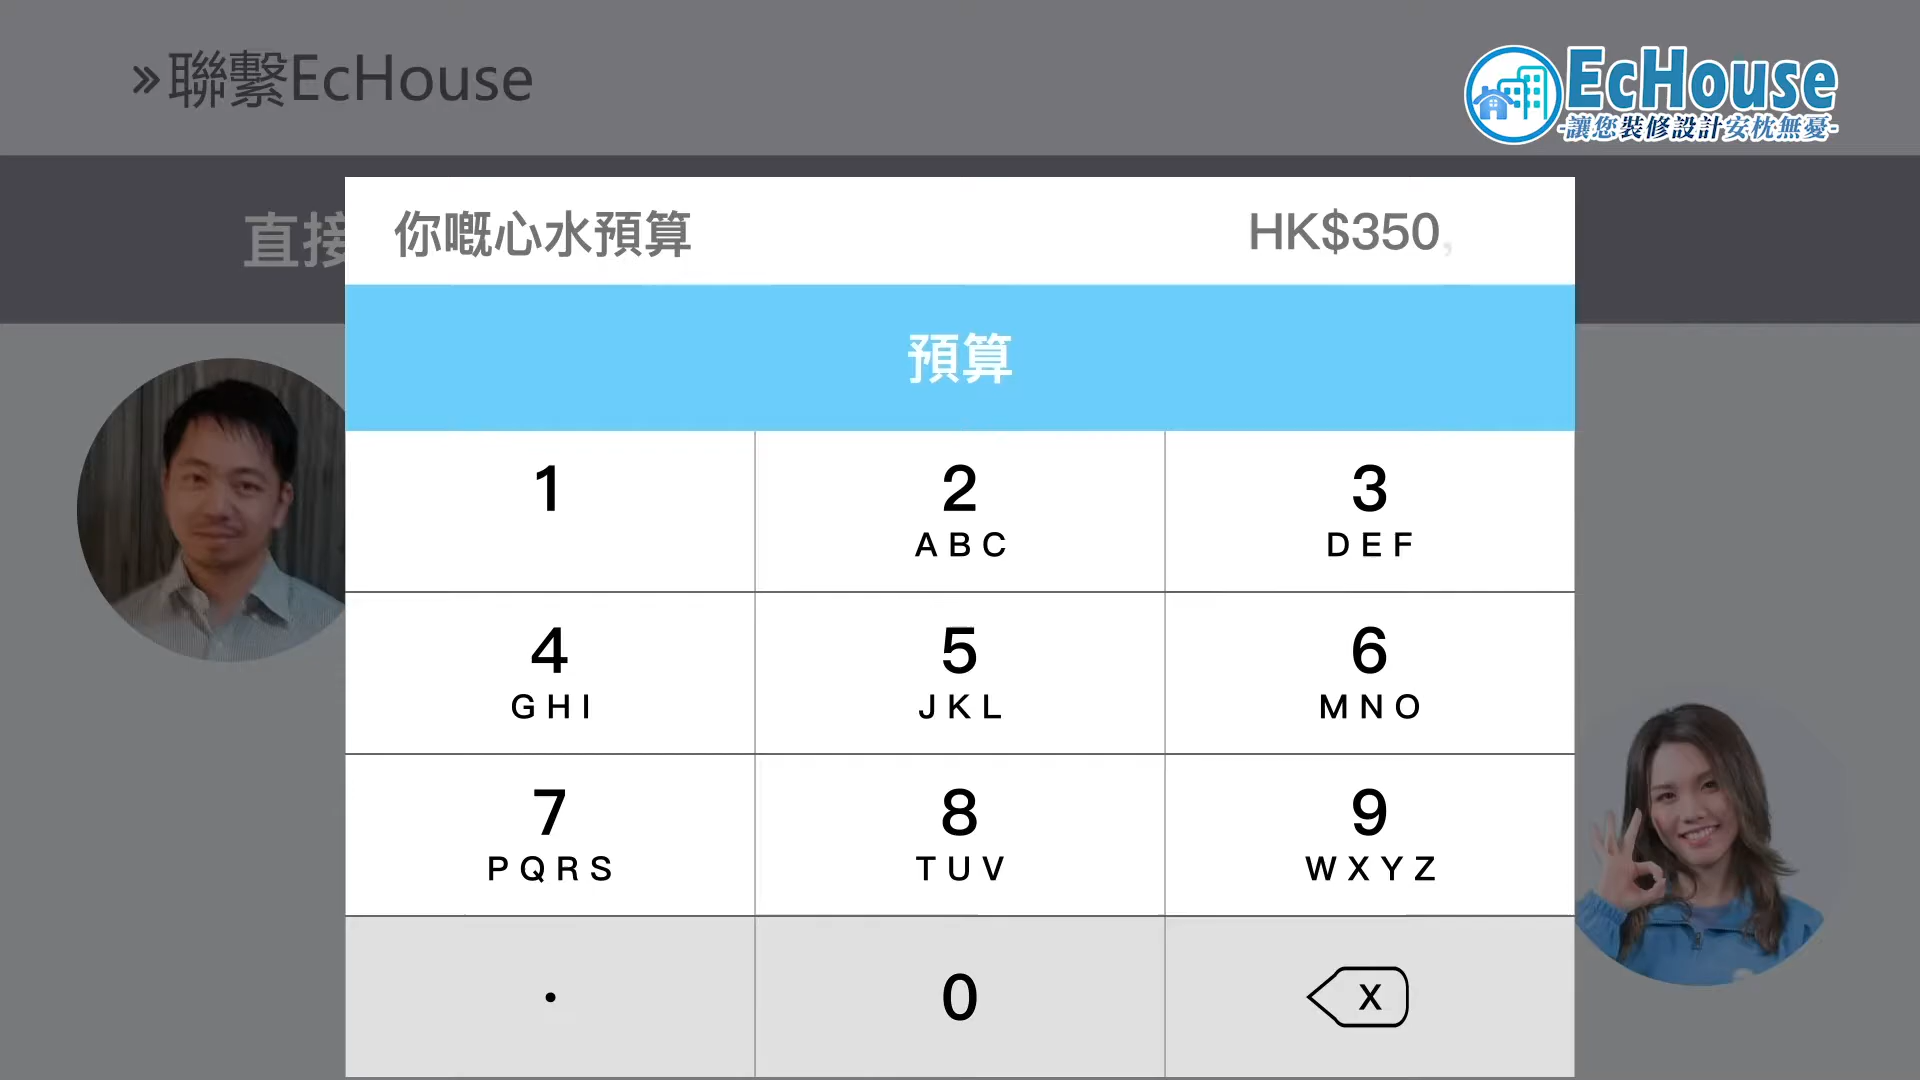 »聯繫EcHouse
EcHouse
-讓您裝修設計安枕無憂-
直接
你嘅心水預算 HK$350,
預算
1
2
3
ABC
DEF
4
5
6
GHI
JKL
MNO
7
8
9
PQRS
TUV
WXYZ
.
0
X